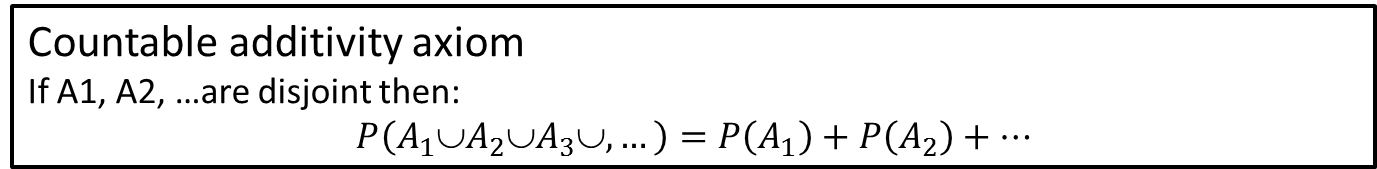 Countable additivity axiom
If A1, A2, …are disjoint then:
𝑃(𝐴₁∪𝐴₂∪𝐴₃∪, … ) = 𝑃(𝐴₁) + 𝑃(𝐴₂) + ⋯